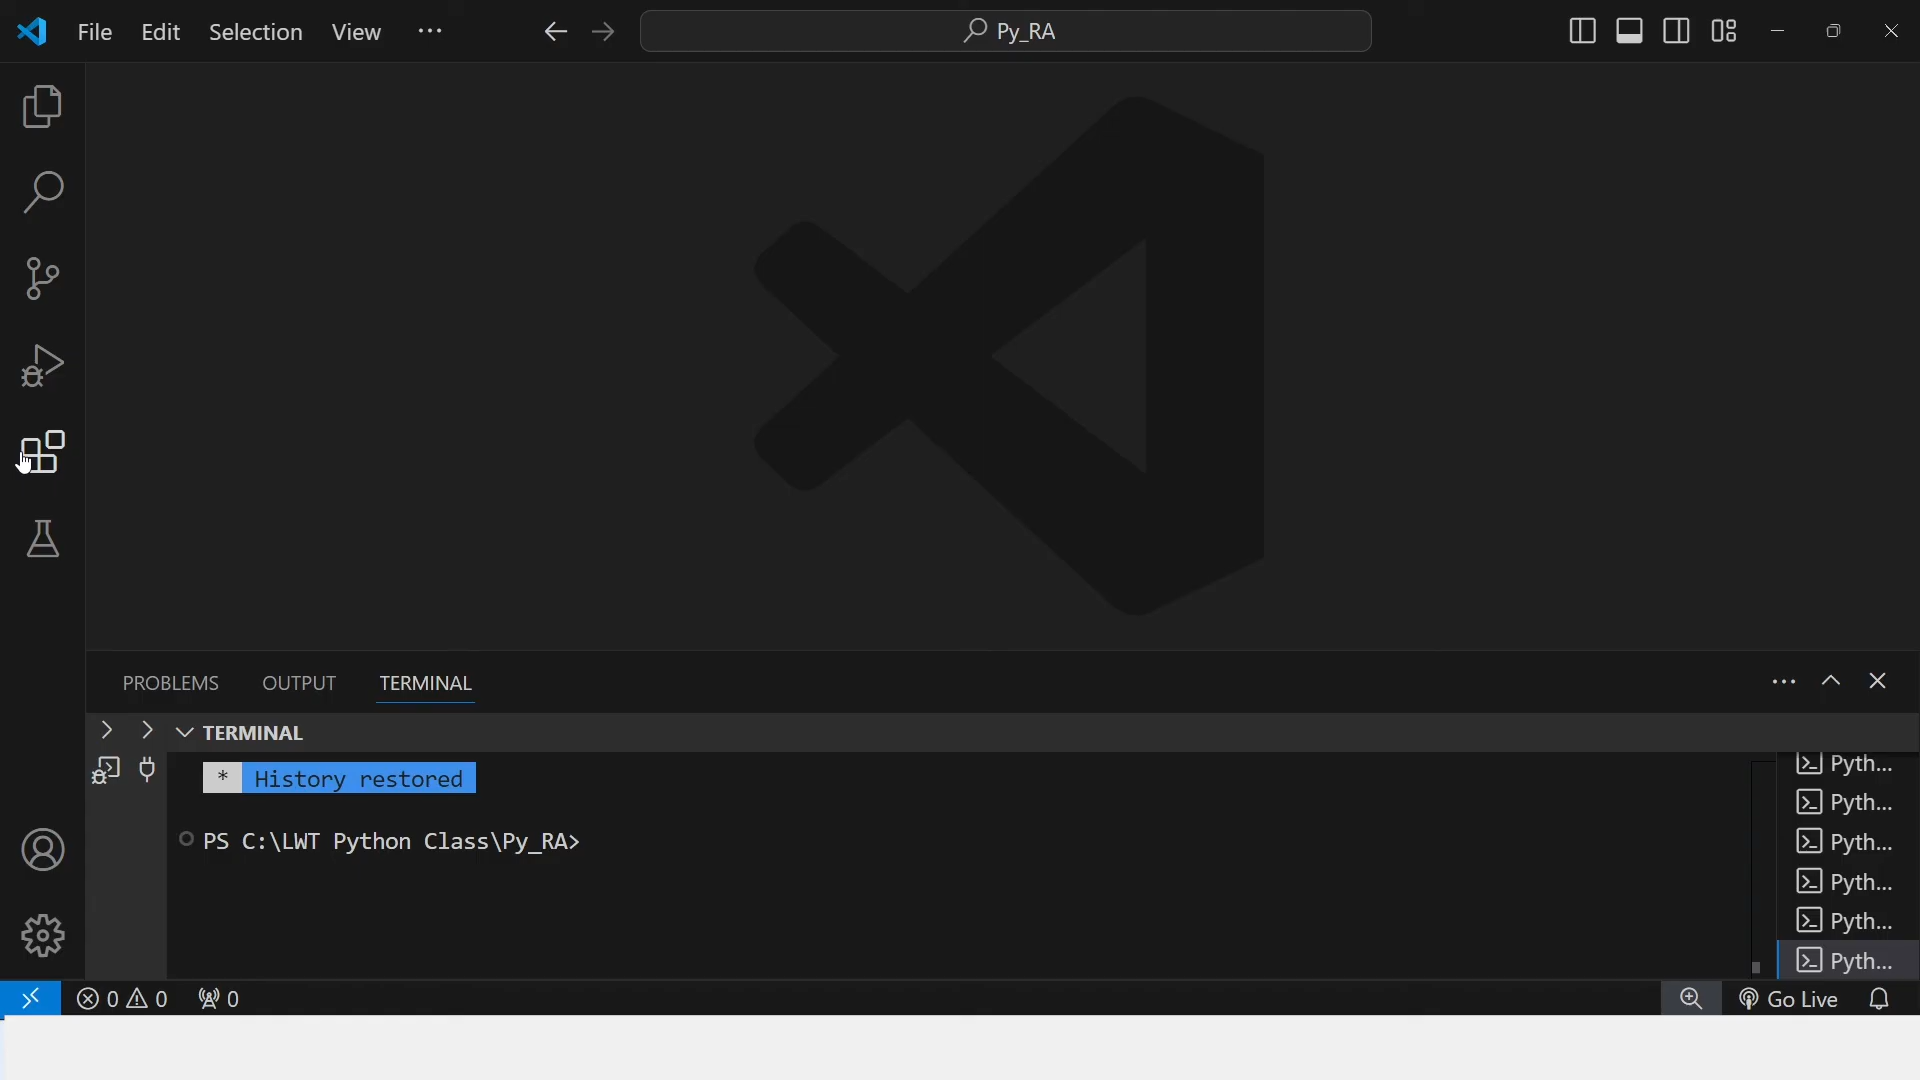 File Edit Selection View ···
Py_RA
PROBLEMS OUTPUT TERMINAL
TERMINAL
* History restored
PS C:\LWT Python Class\Py_RA>
Pyth...
Pyth...
Pyth...
Pyth...
Pyth...
Pyth...
0 0 0
Go Live